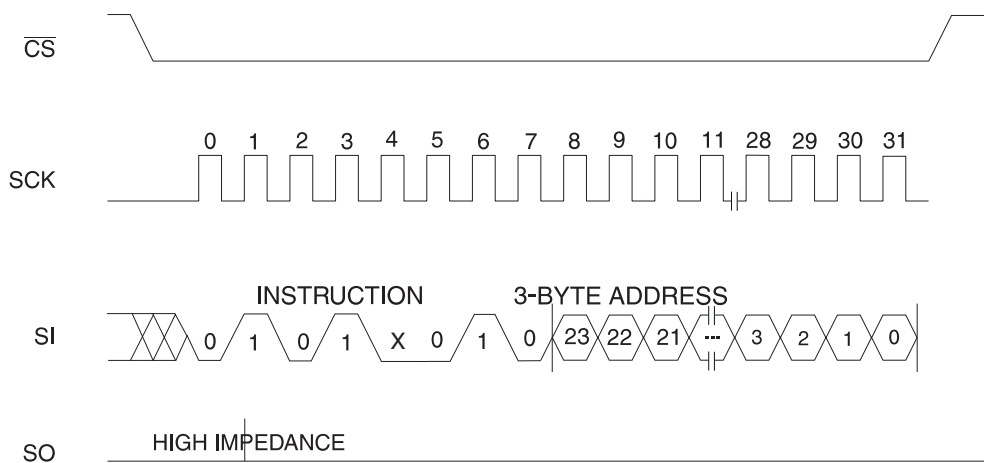 CS
0 1 2 3 4 5 6 7 8 9 10 11 28 29 30 31
SCK
INSTRUCTION 3-BYTE ADDRESS
SI 0 1 0 1 X 0 1 0 23 22 21 --- 3 2 1 0
HIGH IMPEDANCE
SO